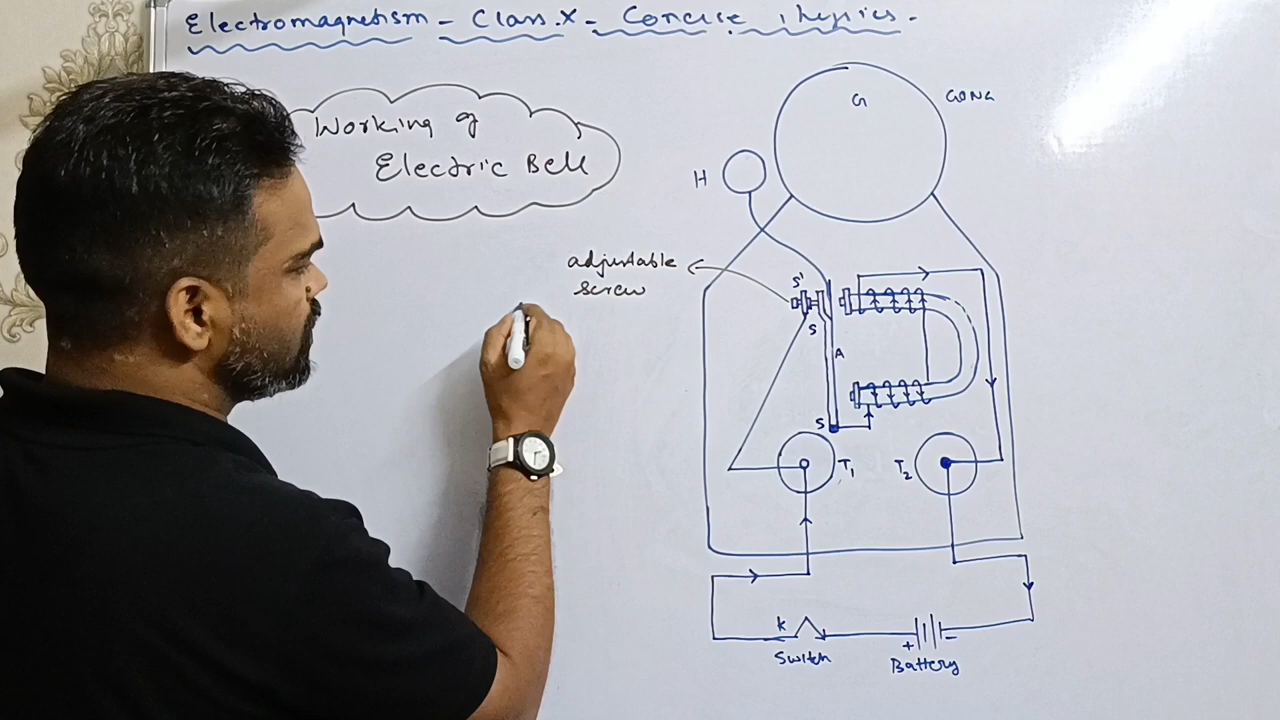 Electromagnetism - Class.X - Concise Physics.
Working of
Electric Bell
G
GONG
H
adjustable
screw
S'
S
A
S
T1
T2
K
Switch
+
-
Battery